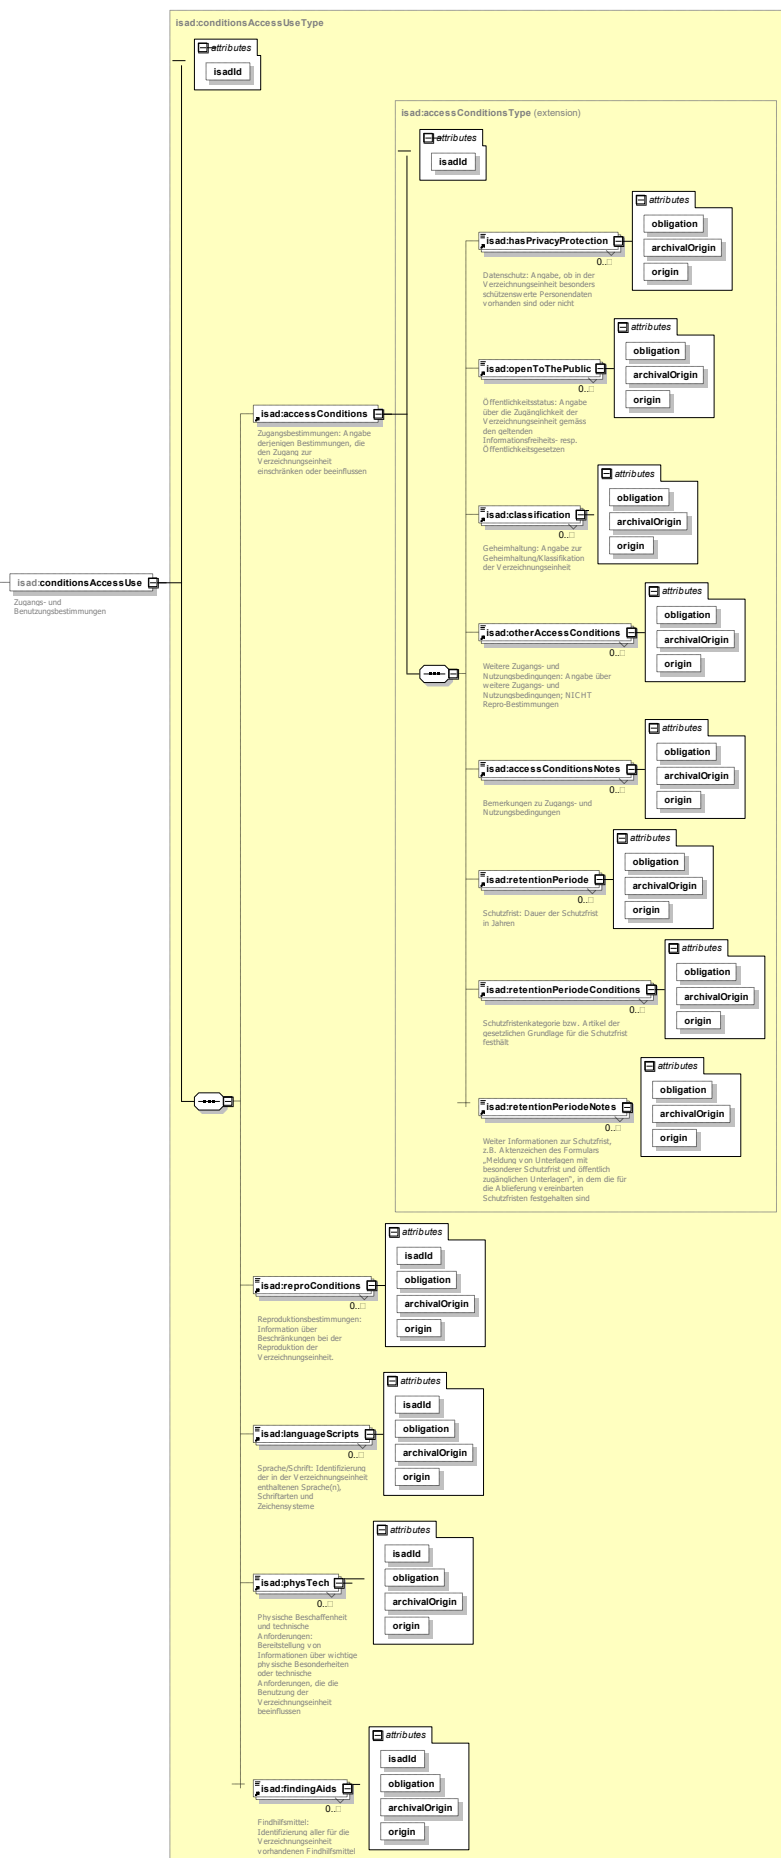 isad:conditionsAccessUseType
attributes
isadId
isad:accessConditionsType (extension)
attributes
isadId
attributes
isad:hasPrivacyProtection
obligation
archivalOrigin
origin
0..□
Datenschutz: Angabe, ob in der
Verzeichnungseinheit besonders
schützenswerte Personendaten
vorhanden sind oder nicht
attributes
isad:openToThePublic
obligation
archivalOrigin
origin
0..□
Öffentlichkeitsstatus: Angabe
über die Zugänglichkeit der
Verzeichnungseinheit gemäss
den geltenden
Informationsfreiheits- resp.
Öffentlichkeitsgesetzen
isad:accessConditions
Zugangsbestimmungen: Angabe
derjenigen Bestimmungen, die
den Zugang zur
Verzeichnungseinheit
einschränken oder beeinflussen
attributes
isad:classification
obligation
archivalOrigin
origin
0..□
Geheimhaltung: Angabe zur
Geheimhaltung/Klassifikation
der Verzeichnungseinheit
isad:conditionsAccessUse
Zugangs- und
Benutzungsbestimmungen
attributes
isad:otherAccessConditions
obligation
archivalOrigin
origin
0..□
Weitere Zugangs- und
Nutzungsbedingungen: Angabe über
weitere Zugangs- und
Nutzungsbedingungen; NICHT
Repro-Bestimmungen
attributes
isad:accessConditionsNotes
obligation
archivalOrigin
origin
0..□
Bemerkungen zu Zugangs- und
Nutzungsbedingungen
attributes
isad:retentionPeriode
obligation
archivalOrigin
origin
0..□
Schutzfrist: Dauer der Schutzfrist
in Jahren
attributes
isad:retentionPeriodeConditions
obligation
archivalOrigin
origin
0..□
Schutzfristenkategorie bzw. Artikel der
gesetzlichen Grundlage für die Schutzfrist
festhält
attributes
isad:retentionPeriodeNotes
obligation
archivalOrigin
origin
0..□
Weiter Informationen zur Schutzfrist,
z.B. Aktenzeichen des Formulars
„Meldung von Unterlagen mit
besonderer Schutzfrist und öffentlich
zugänglichen Unterlagen“, in dem die für
die Ablieferung vereinbarten
Schutzfristen festgehalten sind
attributes
isad:reproConditions
isadId
obligation
archivalOrigin
origin
0..□
Reproduktionsbestimmungen:
Information über
Beschränkungen bei der
Reproduktion der
Verzeichnungseinheit.
attributes
isad:languageScripts
isadId
obligation
archivalOrigin
origin
0..□
Sprache/Schrift: Identifizierung
der in der Verzeichnungseinheit
enthaltenen Sprache(n),
Schriftarten und
Zeichensysteme
attributes
isad:physTech
isadId
obligation
archivalOrigin
origin
0..□
Physische Beschaffenheit
und technische
Anforderungen:
Bereitstellung von
Informationen über wichtige
physische Besonderheiten
oder technische
Anforderungen, die die
Benutzung der
Verzeichnungseinheit
beeinflussen
attributes
isad:findingAids
isadId
obligation
archivalOrigin
origin
0..□
Findhilfsmittel:
Identifizierung aller für die
Verzeichnungseinheit
vorhandenen Findhilfsmittel